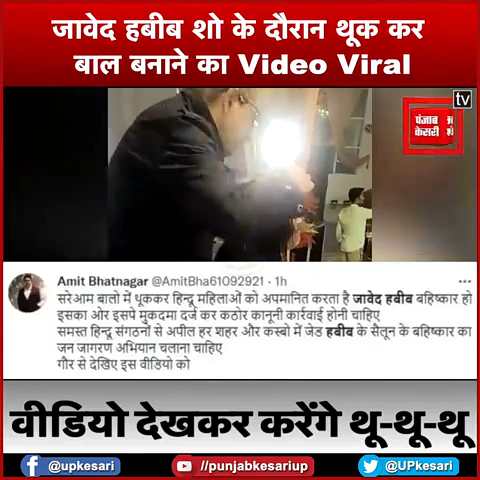 जावेद हबीब शो के दौरान थूक कर
बाल बनाने का Video Viral
tv
पंजाब
केसरी
Amit Bhatnagar @AmitBha61092921 · 1h
सरेआम बालो में थूककर हिन्दू महिलाओं को अपमानित करता है जावेद हबीब बहिष्कार हो
इसका ओर इसपे मुकदमा दर्ज कर कठोर कानूनी कार्रवाई होनी चाहिए
समस्त हिन्दू संगठनों से अपील हर शहर और कस्बो में जेड हबीब के सैलून के बहिष्कार का
जन जागरण अभियान चलाना चाहिए
गौर से देखिए इस वीडियो को
वीडियो देखकर करेंगे थू-थू-थू
@upkesari //punjabkesariup @UPkesari